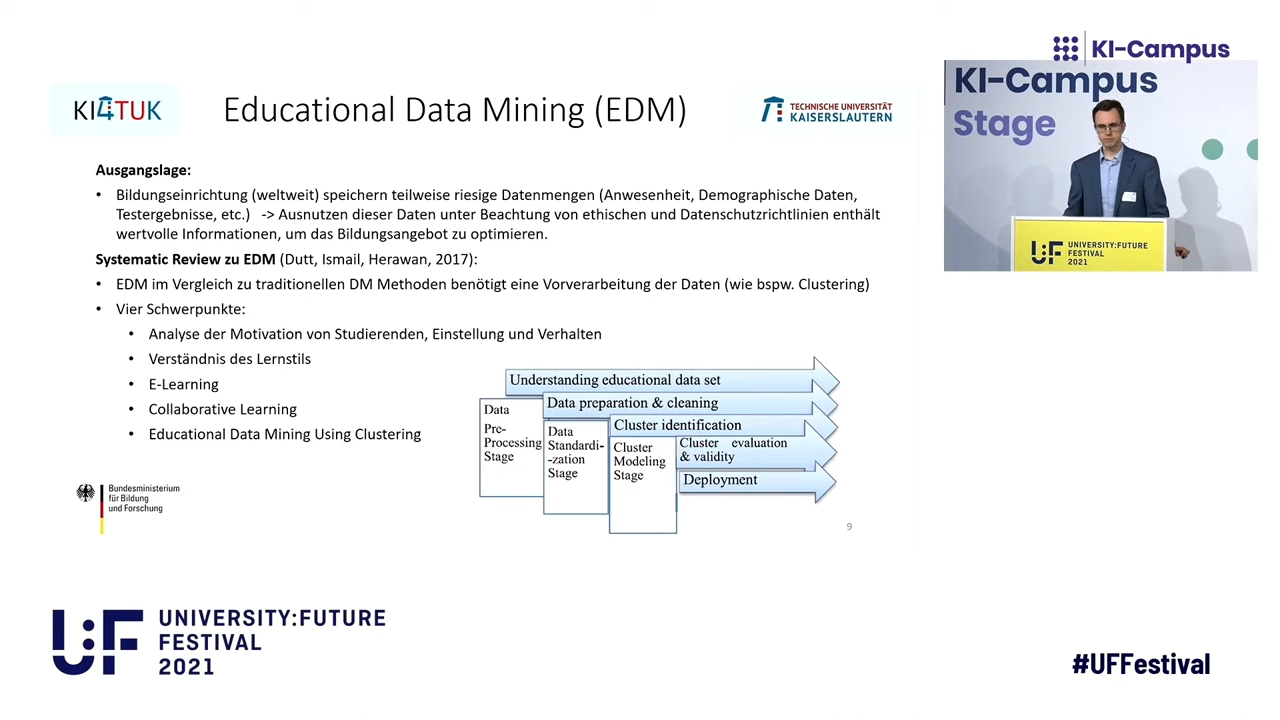 KI-Campus
KI-Campus
Stage
UNIVERSITY:FUTURE
FESTIVAL
2021
KI4TUK
Educational Data Mining (EDM)
TECHNISCHE UNIVERSITÄT
KAISERSLAUTERN
Ausgangslage:
• Bildungseinrichtung (weltweit) speichern teilweise riesige Datenmengen (Anwesenheit, Demographische Daten,
Testergebnisse, etc.) -> Ausnutzen dieser Daten unter Beachtung von ethischen und Datenschutzrichtlinien enthält
wertvolle Informationen, um das Bildungsangebot zu optimieren.
Systematic Review zu EDM (Dutt, Ismail, Herawan, 2017):
• EDM im Vergleich zu traditionellen DM Methoden benötigt eine Vorverarbeitung der Daten (wie bspw. Clustering)
• Vier Schwerpunkte:
• Analyse der Motivation von Studierenden, Einstellung und Verhalten
• Verständnis des Lernstils
• E-Learning
• Collaborative Learning
• Educational Data Mining Using Clustering
Understanding educational data set
Data preparation & cleaning
Cluster identification
Cluster evaluation
& validity
Deployment
Data
Pre-
Processing
Stage
Data
Standardi-
-zation
Stage
Cluster
Modeling
Stage
Bundesministerium
für Bildung
und Forschung
9
U:F
UNIVERSITY:FUTURE
FESTIVAL
2021
#UFFestival